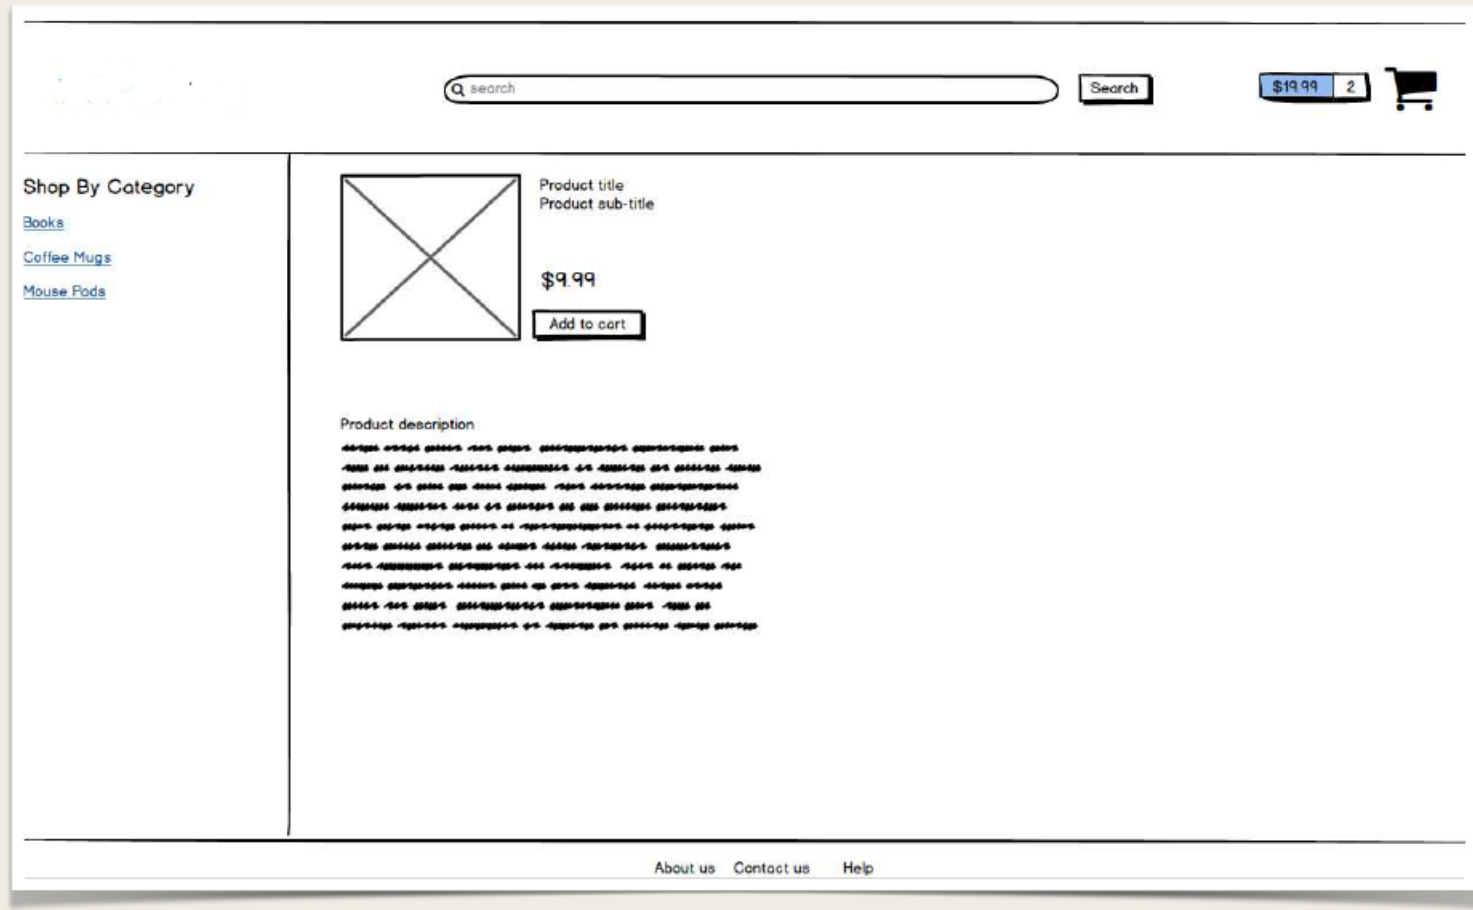 search
Search
$19.99 2
Shop By Category
Books
Coffee Mugs
Mouse Pads
Product title
Product sub-title
$9.99
Add to cart
Product description
About us Contact us Help